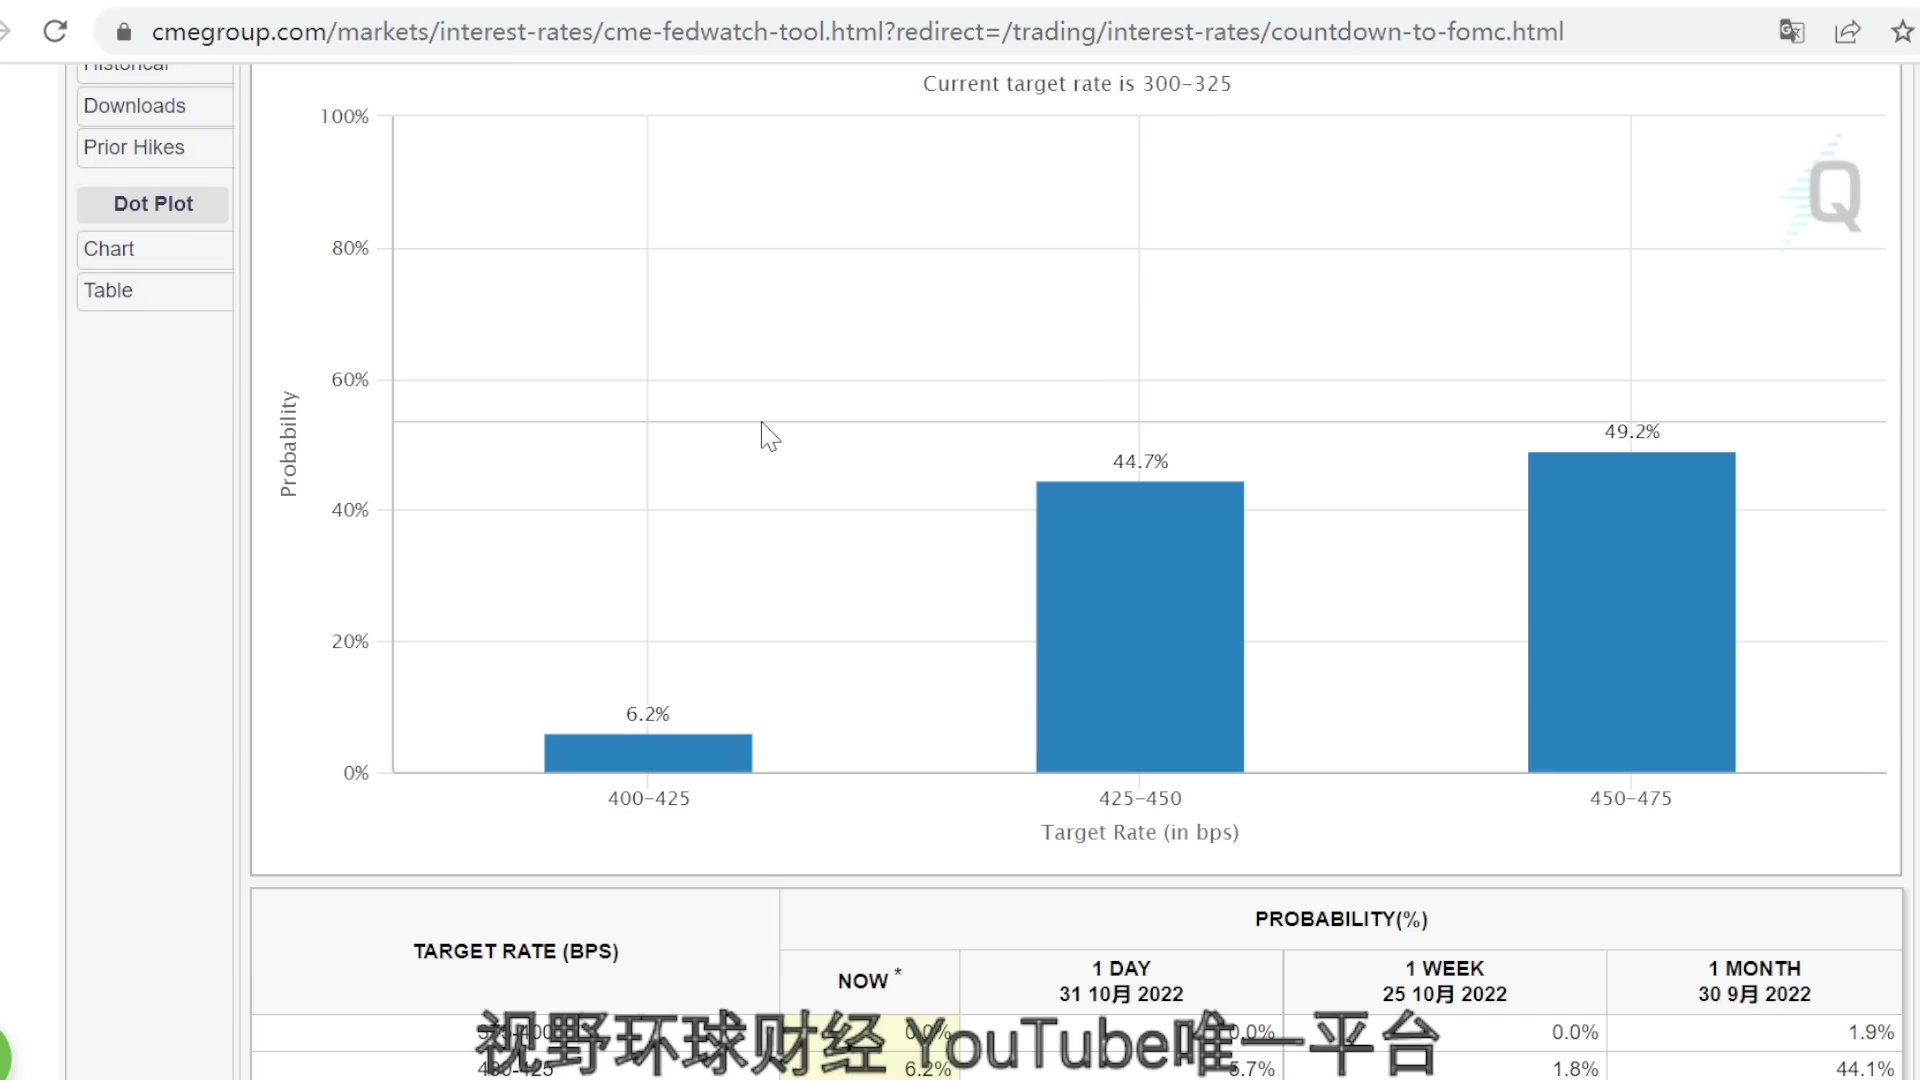 cmegroup.com/markets/interest-rates/cme-fedwatch-tool.html?redirect=/trading/interest-rates/countdown-to-fomc.html
Historical
Downloads
Prior Hikes
Dot Plot
Chart
Table
Current target rate is 300-325
Probability
100%
80%
60%
40%
20%
0%
6.2%
44.7%
49.2%
400-425
425-450
450-475
Target Rate (in bps)
Q
TARGET RATE (BPS)
PROBABILITY(%)
NOW *
1 DAY
31 10月 2022
1 WEEK
25 10月 2022
1 MONTH
30 9月 2022
0.0% 0.0% 1.9%
6.2% 5.7% 1.8% 44.1%
视野环球财经 YouTube唯一平台